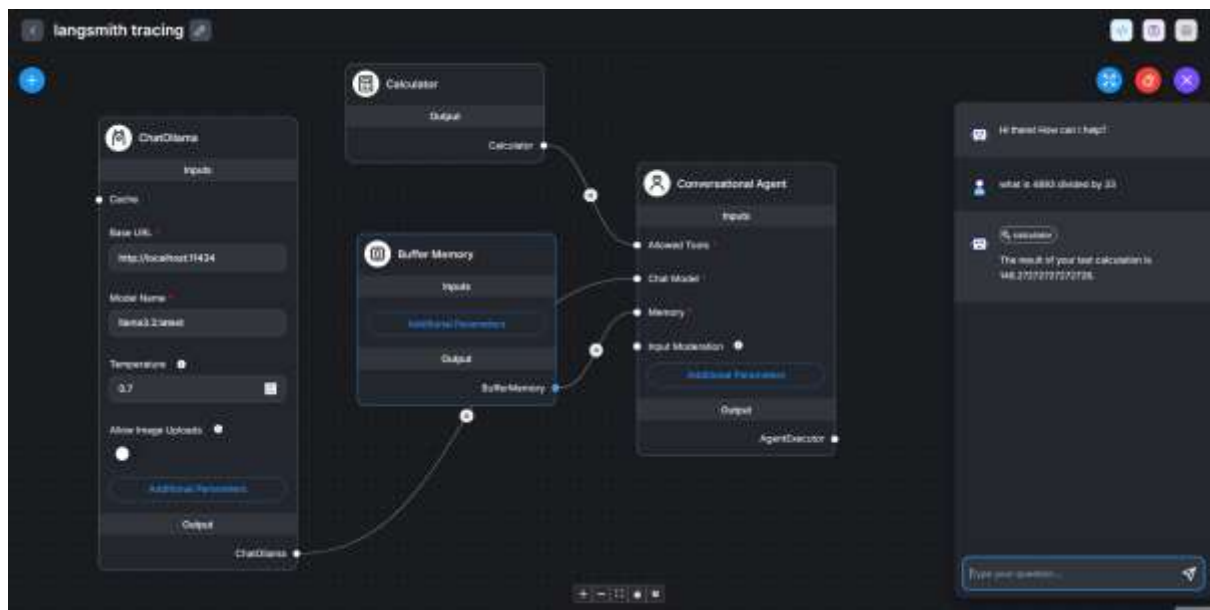 langsmith tracing
Calculator
Output
Calculator
ChatOllama
Inputs
Cache
Base URL *
http://localhost:11434
Model Name *
llama3.2:latest
Temperature
0.7
Allow Image Uploads
Additional Parameters
Output
ChatOllama
Buffer Memory
Inputs
Additional Parameters
Output
BufferMemory
Conversational Agent
Inputs
Allowed Tools *
Chat Model *
Memory *
Input Moderation
Additional Parameters
Output
AgentExecutor
Hi there! How can I help?
what is 4893 divided by 33
calculator
The result of your last calculation is
148.27272727272728.
Type your question...